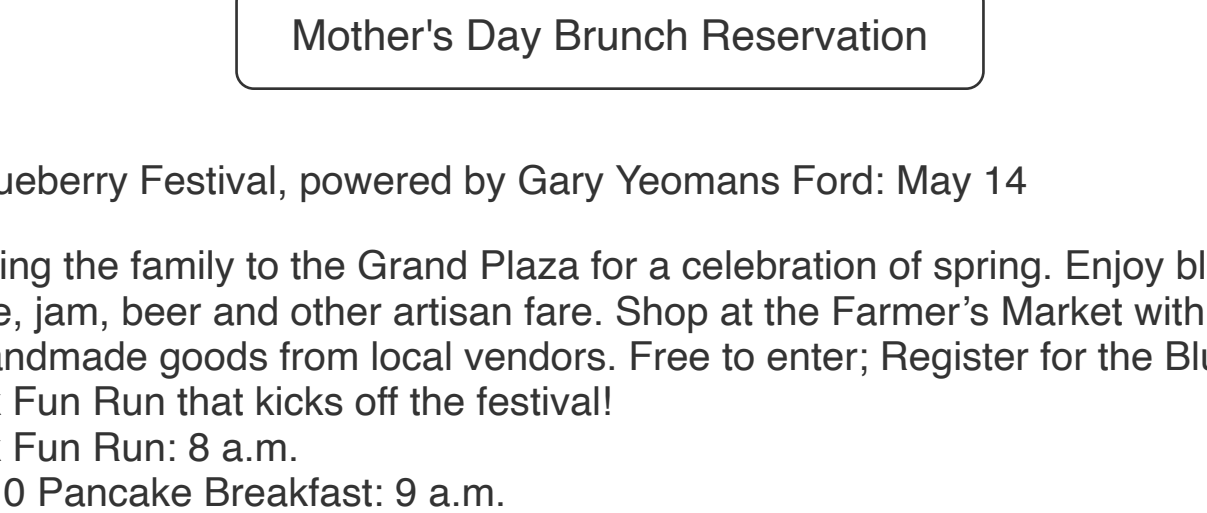 Mother's Day Brunch Reservation
ueberry Festival, powered by Gary Yeomans Ford: May 14
ing the family to the Grand Plaza for a celebration of spring. Enjoy bl
e, jam, beer and other artisan fare. Shop at the Farmer’s Market with
andmade goods from local vendors. Free to enter; Register for the Blu
Fun Run that kicks off the festival!
Fun Run: 8 a.m.
0 Pancake Breakfast: 9 a.m.